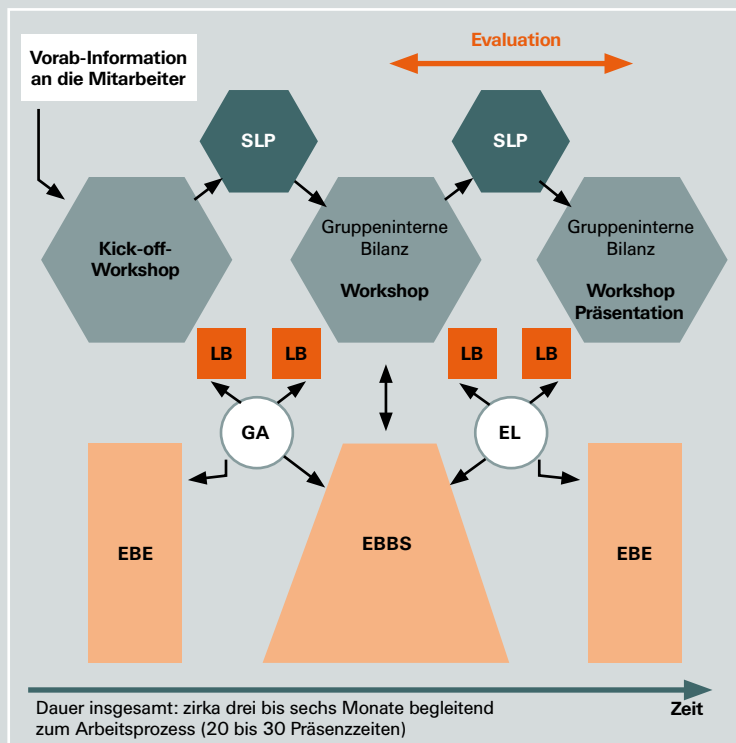 Vorab-Information
an die Mitarbeiter
Evaluation
SLP
SLP
Kick-off-
Workshop
Gruppeninterne
Bilanz
Workshop
Gruppeninterne
Bilanz
Workshop
Präsentation
LB
LB
LB
LB
GA
EL
EBE
EBBS
EBE
Dauer insgesamt: zirka drei bis sechs Monate begleitend
zum Arbeitsprozess (20 bis 30 Präsenzzeiten)
Zeit